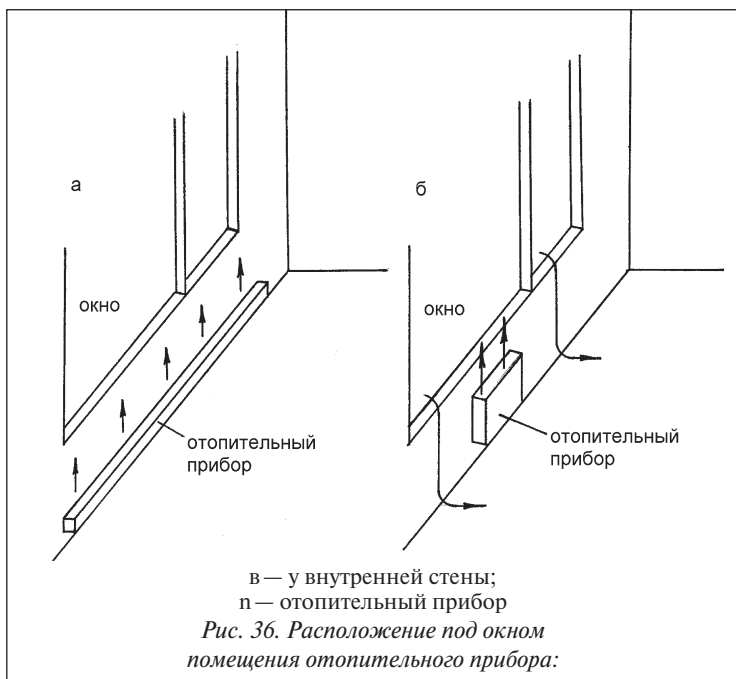 а
окно
отопительный
прибор
б
окно
отопительный
прибор
в — у внутренней стены;
n — отопительный прибор
Рис. 36. Расположение под окном
помещения отопительного прибора: